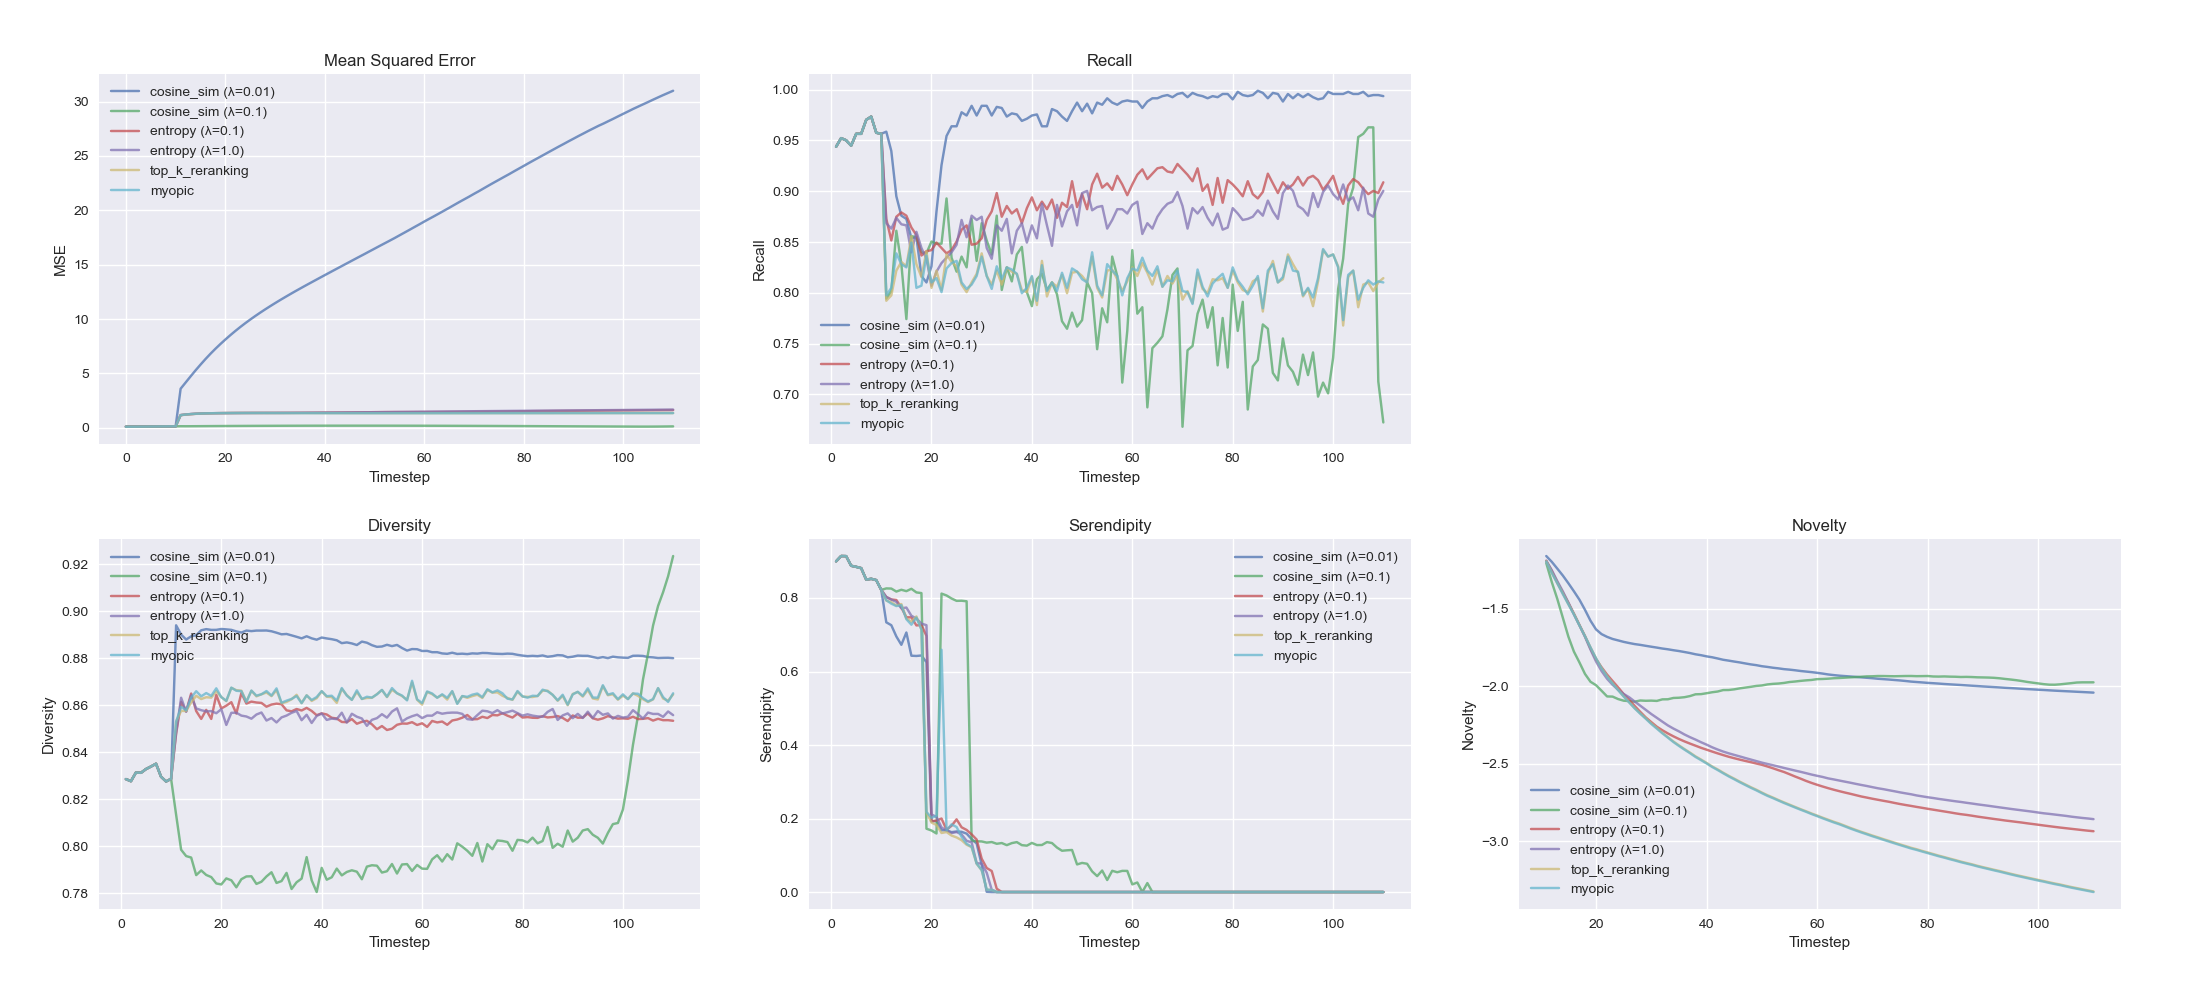 Mean Squared Error
30
25
20
15
10
5
0
MSE
cosine_sim (λ=0.01)
cosine_sim (λ=0.1)
entropy (λ=0.1)
entropy (λ=1.0)
top_k_reranking
myopic
0 20 40 60 80 100
Timestep
Recall
1.00
0.95
0.90
0.85
0.80
0.75
0.70
Recall
cosine_sim (λ=0.01)
cosine_sim (λ=0.1)
entropy (λ=0.1)
entropy (λ=1.0)
top_k_reranking
myopic
0 20 40 60 80 100
Timestep
Diversity
0.92
0.90
0.88
0.86
0.84
0.82
0.80
0.78
Diversity
cosine_sim (λ=0.01)
cosine_sim (λ=0.1)
entropy (λ=0.1)
entropy (λ=1.0)
top_k_reranking
myopic
0 20 40 60 80 100
Timestep
Serendipity
0.8
0.6
0.4
0.2
0.0
Serendipity
cosine_sim (λ=0.01)
cosine_sim (λ=0.1)
entropy (λ=0.1)
entropy (λ=1.0)
top_k_reranking
myopic
0 20 40 60 80 100
Timestep
Novelty
−1.5
−2.0
−2.5
−3.0
Novelty
cosine_sim (λ=0.01)
cosine_sim (λ=0.1)
entropy (λ=0.1)
entropy (λ=1.0)
top_k_reranking
myopic
20 40 60 80 100
Timestep